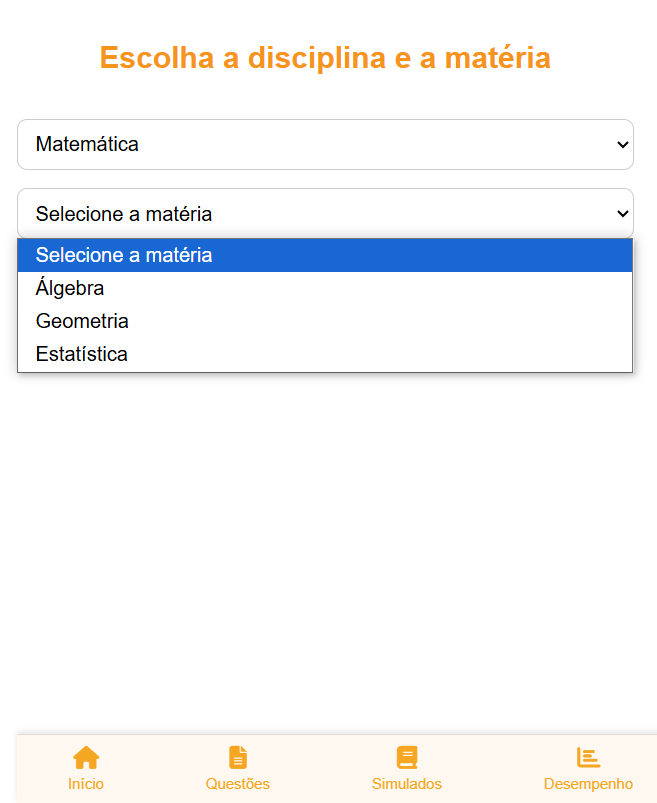 Escolha a disciplina e a matéria
Matemática
Selecione a matéria
Selecione a matéria
Álgebra
Geometria
Estatística
Início Questões Simulados Desempenho